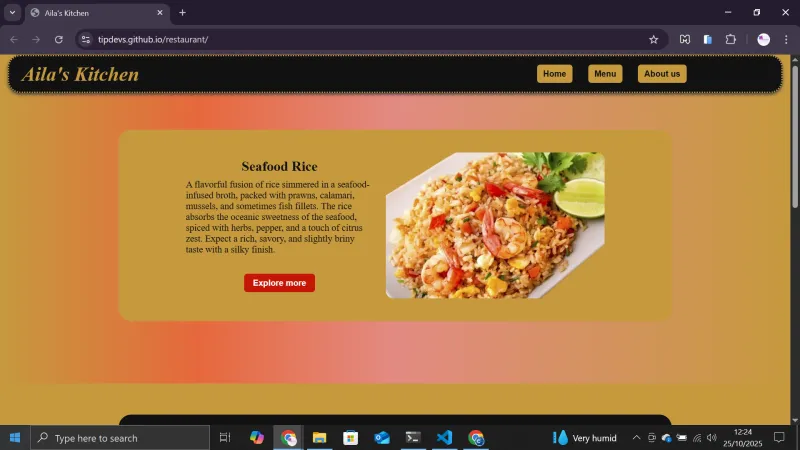 Aila's Kitchen
tipdevs.github.io/restaurant/
Aila's Kitchen
Home
Menu
About us
Seafood Rice
A flavorful fusion of rice simmered in a seafood-
infused broth, packed with prawns, calamari,
mussels, and sometimes fish fillets. The rice
absorbs the oceanic sweetness of the seafood,
spiced with herbs, pepper, and a touch of citrus
zest. Expect a rich, savory, and slightly briny
taste with a silky finish.
Explore more
Type here to search
Very humid
12:24
25/10/2025